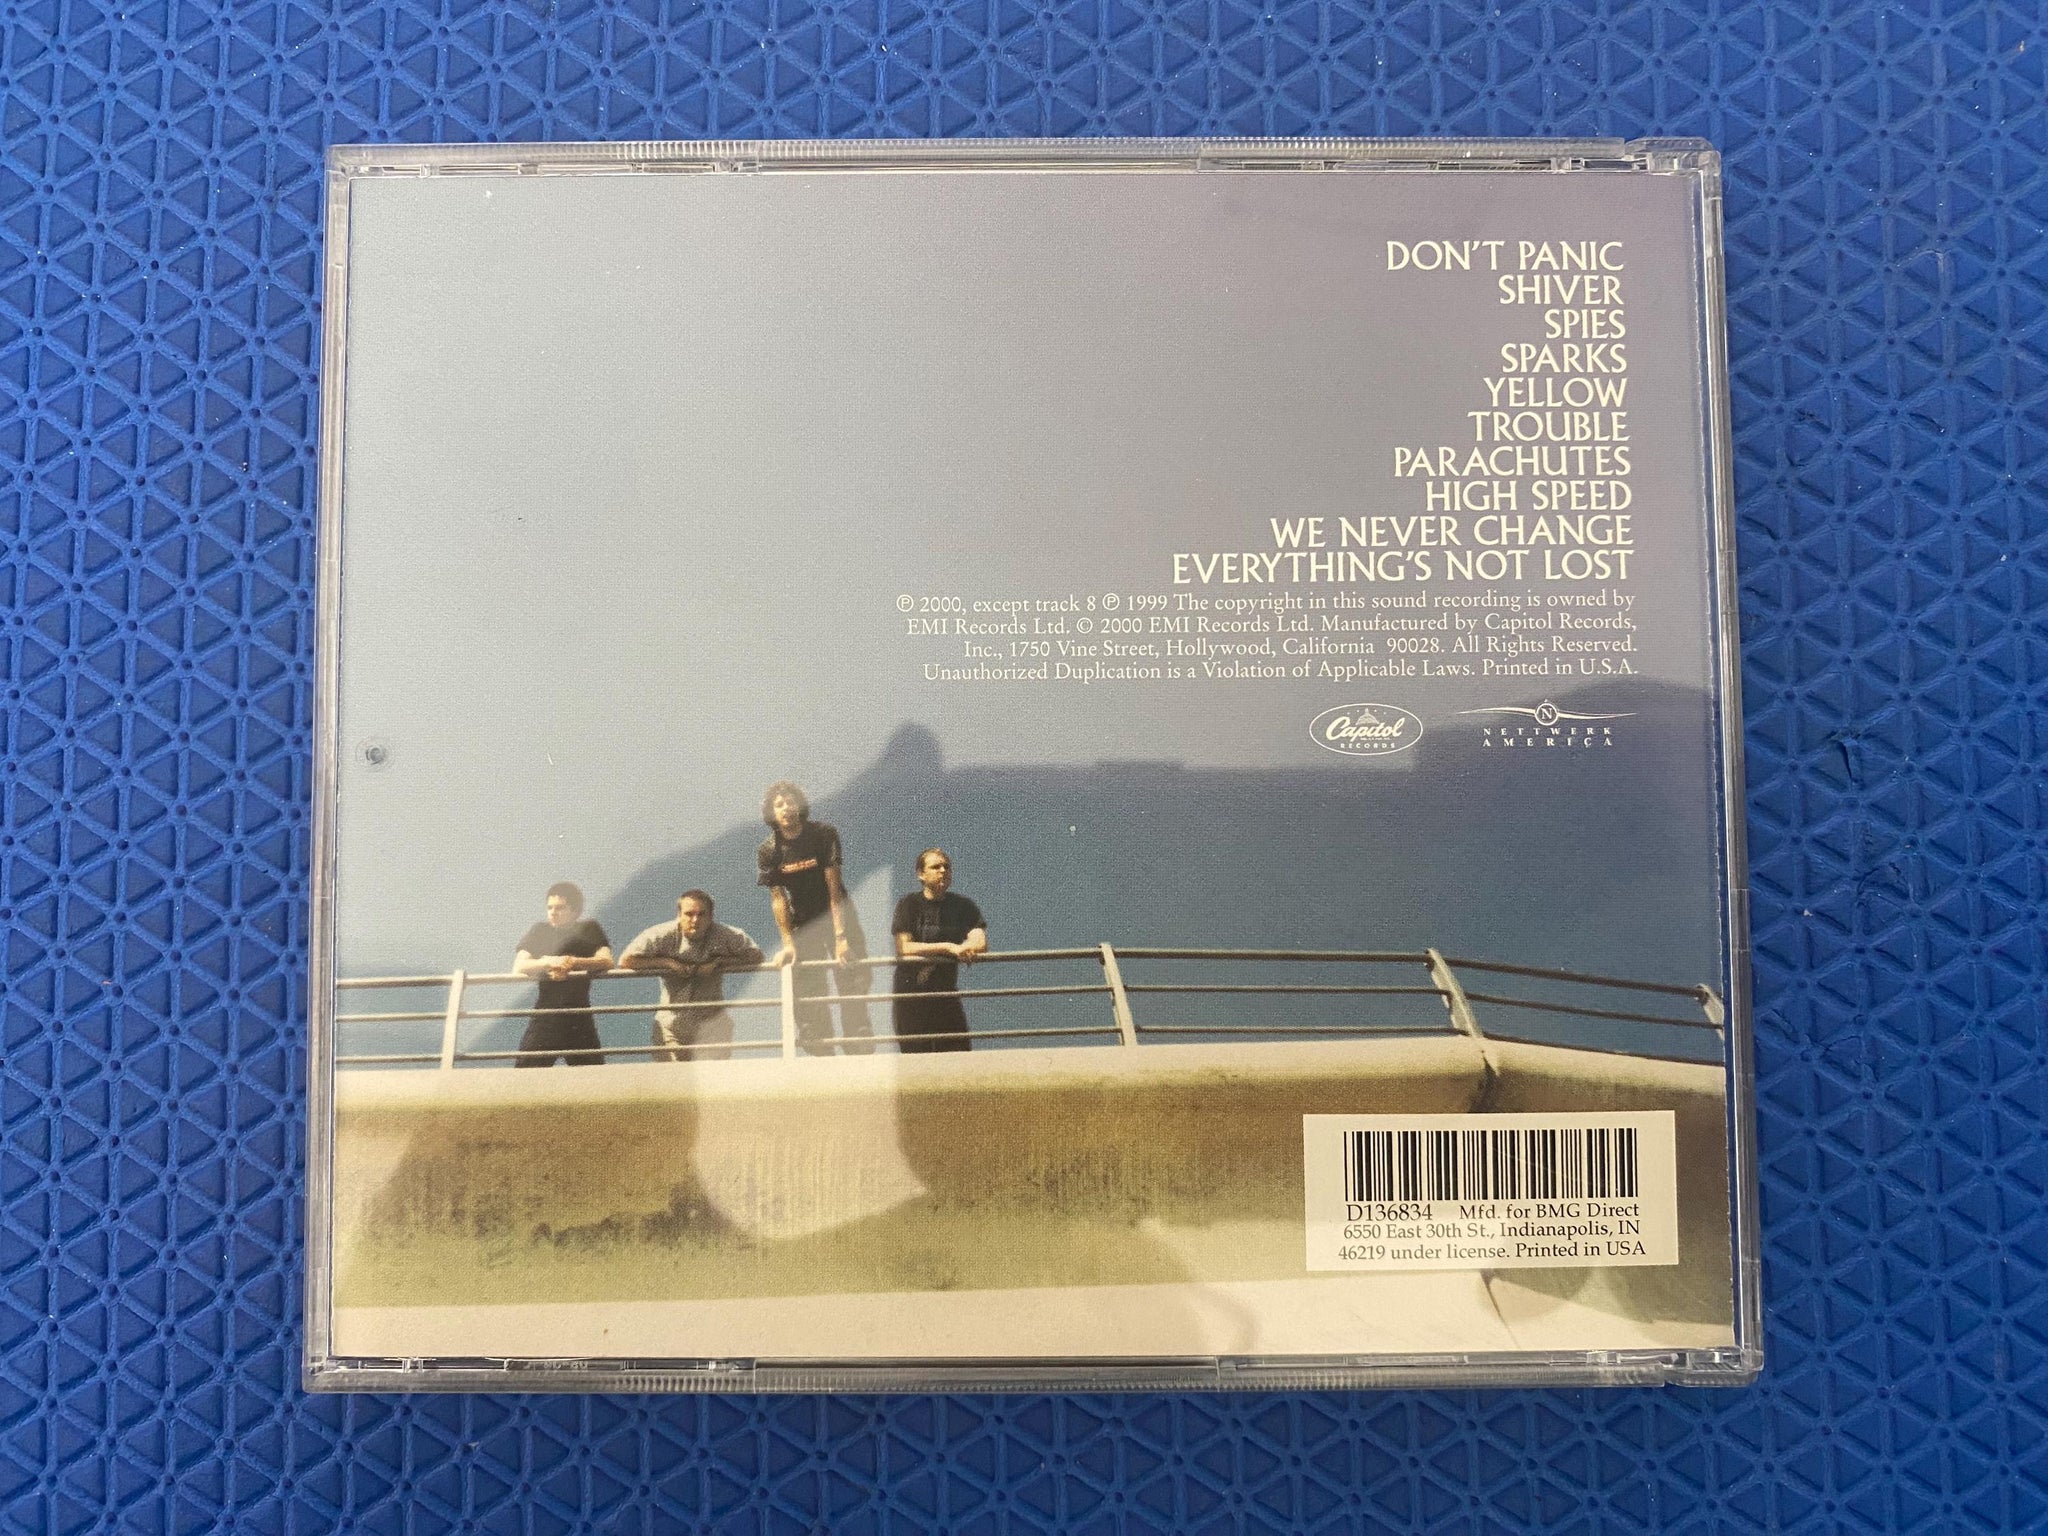 DON'T PANIC
SHIVER
SPIES
SPARKS
YELLOW
TROUBLE
PARACHUTES
HIGH SPEED
WE NEVER CHANGE
EVERYTHING'S NOT LOST
℗ 2000, except track 8 ℗ 1999 The copyright in this sound recording is owned by
EMI Records Ltd. © 2000 EMI Records Ltd. Manufactured by Capitol Records,
Inc., 1750 Vine Street, Hollywood, California 90028. All Rights Reserved.
Unauthorized Duplication is a Violation of Applicable Laws. Printed in U.S.A.
Capitol
RECORDS
N
NETTWERK
AMERICA
D136834 Mfd. for BMG Direct
6550 East 30th St., Indianapolis, IN
46219 under license. Printed in USA